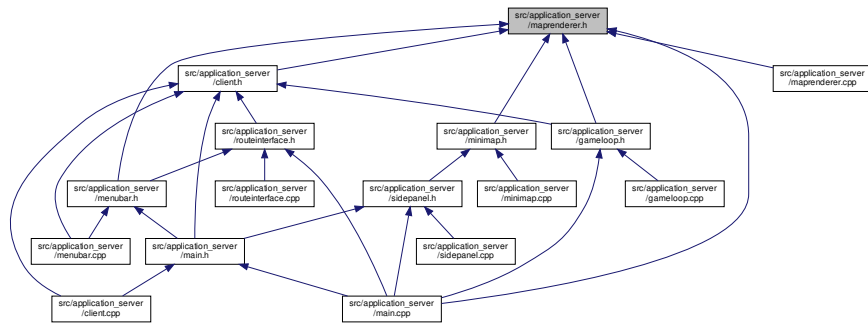 src/application_server
/maprenderer.h
src/application_server
/client.h
src/application_server
/maprenderer.cpp
src/application_server
/routeinterface.h
src/application_server
/minimap.h
src/application_server
/gameloop.h
src/application_server
/menubar.h
src/application_server
/routeinterface.cpp
src/application_server
/sidepanel.h
src/application_server
/minimap.cpp
src/application_server
/gameloop.cpp
src/application_server
/menubar.cpp
src/application_server
/main.h
src/application_server
/sidepanel.cpp
src/application_server
/client.cpp
src/application_server
/main.cpp